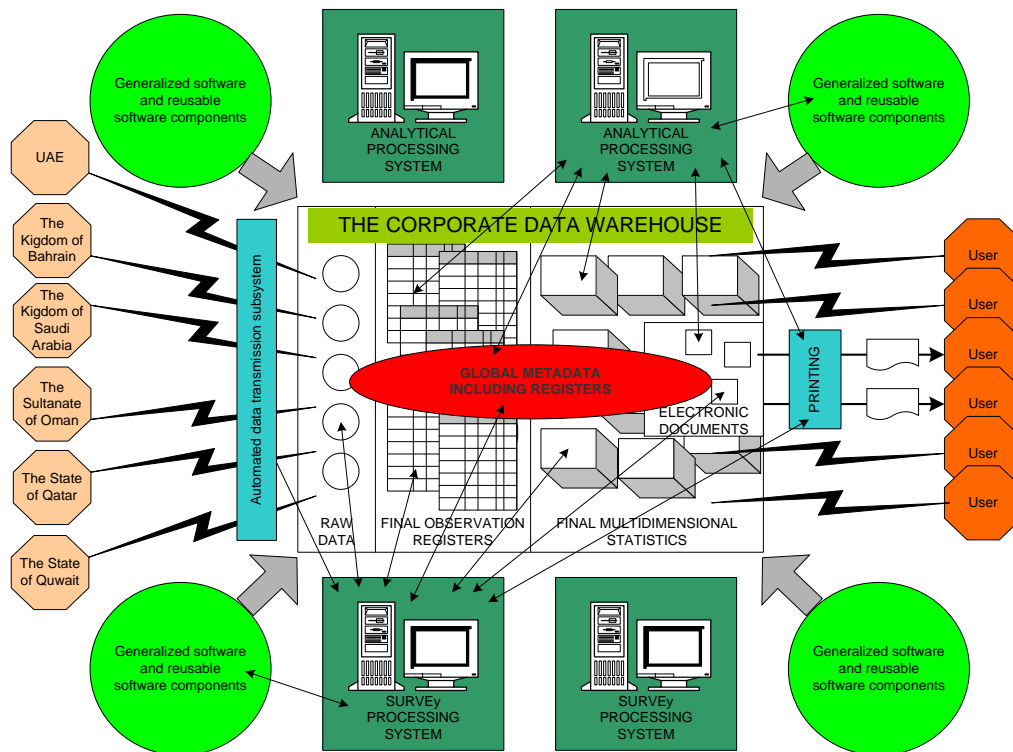 Generalized software
and reusable
software components
ANALYTICAL
PROCESSING
SYSTEM
ANALYTICAL
PROCESSING
SYSTEM
Generalized software
and reusable
software components
UAE
The
Kigdom of
Bahrain
The
Kigdom of
Saudi
Arabia
The
Sultanate
of Oman
The State
of Qatar
The State
of Quwait
Automated data transmission subsystem
THE CORPORATE DATA WAREHOUSE
GLOBAL METADATA
INCLUDING REGISTERS
ELECTRONIC
DOCUMENTS
RAW
DATA
FINAL OBSERVATION
REGISTERS
FINAL MULTIDIMENSIONAL
STATISTICS
PRINTING
User
User
User
User
User
User
Generalized software
and reusable
software components
SURVEy
PROCESSING
SYSTEM
SURVEy
PROCESSING
SYSTEM
Generalized software
and reusable
software components